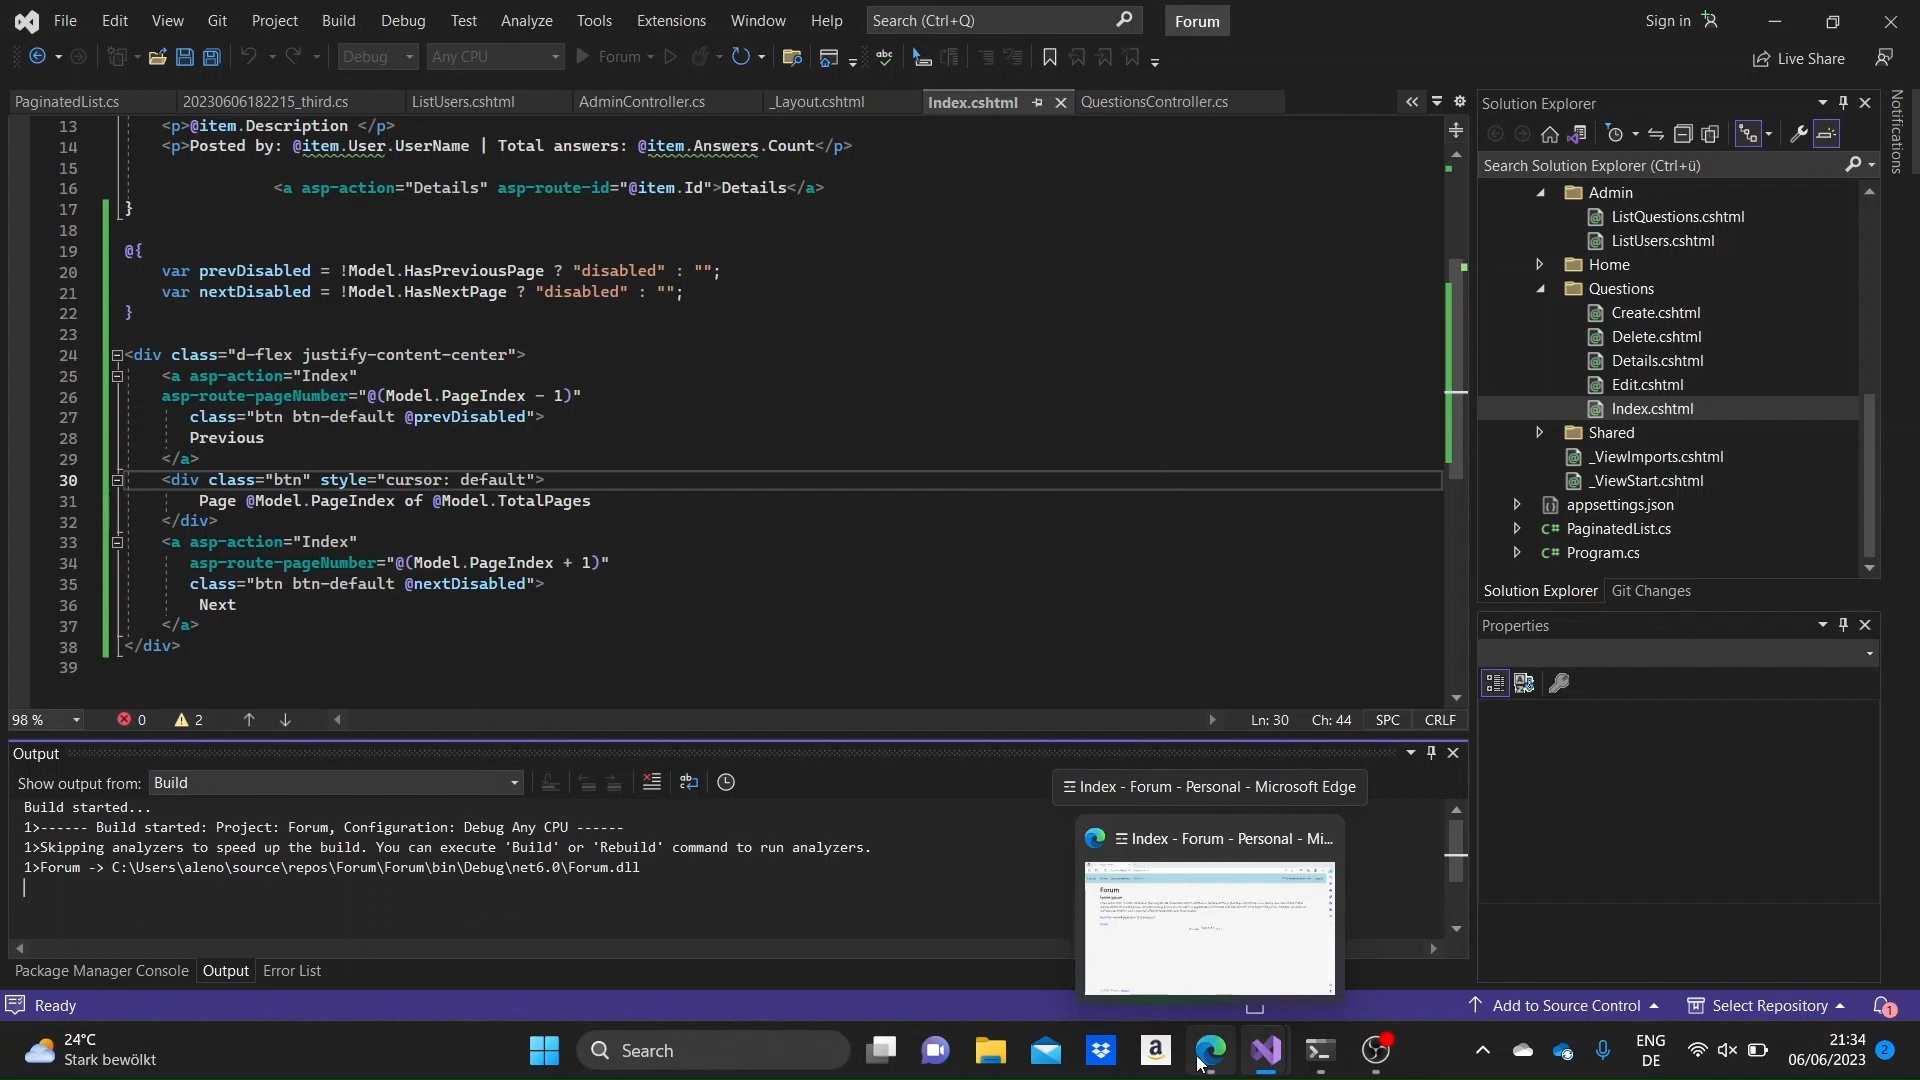 File Edit View Git Project Build Debug Test Analyze Tools Extensions Window Help Search (Ctrl+Q) Forum Sign in
Debug Any CPU Forum Live Share
PaginatedList.cs 20230606182215_third.cs ListUsers.cshtml AdminController.cs _Layout.cshtml Index.cshtml QuestionsController.cs
13 <p>@item.Description </p>
14 <p>Posted by: @item.User.UserName | Total answers: @item.Answers.Count</p>
15
16 <a asp-action="Details" asp-route-id="@item.Id">Details</a>
17 }
18
19 @{
20 var prevDisabled = !Model.HasPreviousPage ? "disabled" : "";
21 var nextDisabled = !Model.HasNextPage ? "disabled" : "";
22 }
23
24 <div class="d-flex justify-content-center">
25 <a asp-action="Index"
26 asp-route-pageNumber="@(Model.PageIndex - 1)"
27 class="btn btn-default @prevDisabled">
28 Previous
29 </a>
30 <div class="btn" style="cursor: default">
31 Page @Model.PageIndex of @Model.TotalPages
32 </div>
33 <a asp-action="Index"
34 asp-route-pageNumber="@(Model.PageIndex + 1)"
35 class="btn btn-default @nextDisabled">
36 Next
37 </a>
38 </div>
39
98 % 0 2 Ln: 30 Ch: 44 SPC CRLF
Output
Show output from: Build
Build started...
1>------ Build started: Project: Forum, Configuration: Debug Any CPU ------
1>Skipping analyzers to speed up the build. You can execute 'Build' or 'Rebuild' command to run analyzers.
1>Forum -> C:\Users\aleno\source\repos\Forum\Forum\bin\Debug\net6.0\Forum.dll
Package Manager Console Output Error List
Index - Forum - Personal - Microsoft Edge
Index - Forum - Personal - Mi...
Forum
Solution Explorer
Search Solution Explorer (Ctrl+ü)
Admin
ListQuestions.cshtml
ListUsers.cshtml
Home
Questions
Create.cshtml
Delete.cshtml
Details.cshtml
Edit.cshtml
Index.cshtml
Shared
_ViewImports.cshtml
_ViewStart.cshtml
appsettings.json
C# PaginatedList.cs
C# Program.cs
Solution Explorer Git Changes
Properties
Notifications
Ready Add to Source Control Select Repository 1
24°C
Stark bewölkt
Search
ENG
DE
21:34
06/06/2023
2